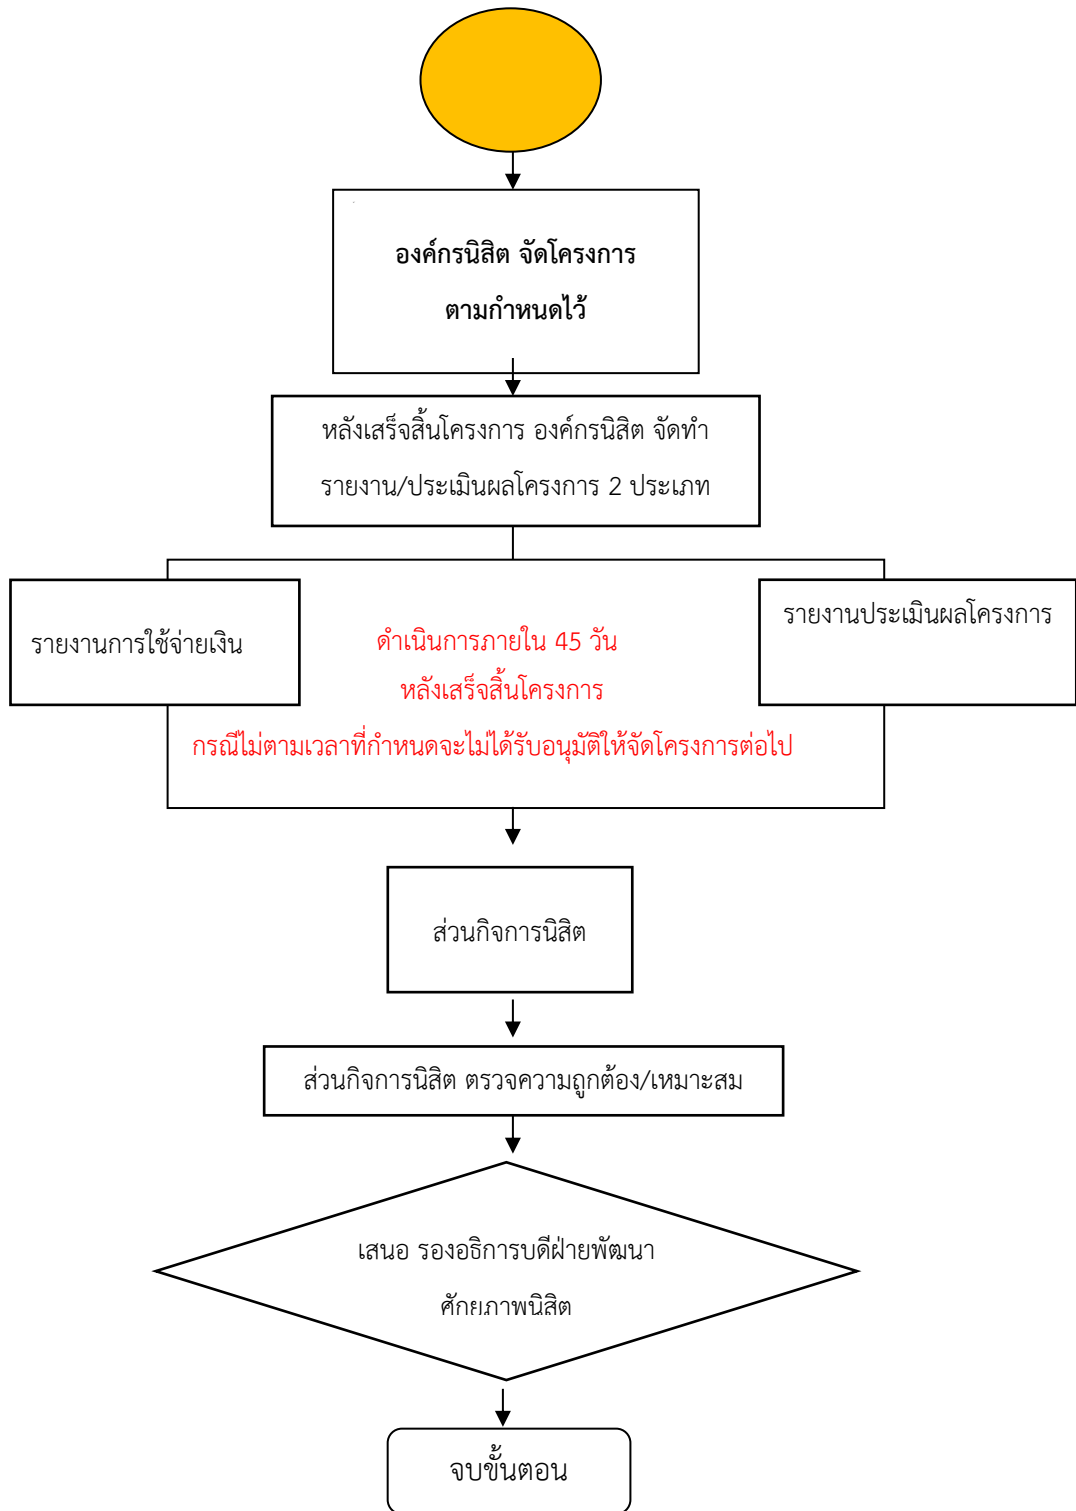 องค์กรนิสิต จัดโครงการ
ตามกำหนดไว้
หลังเสร็จสิ้นโครงการ องค์กรนิสิต จัดทำ
รายงาน/ประเมินผลโครงการ 2 ประเภท
รายงานการใช้จ่ายเงิน
ดำเนินการภายใน 45 วัน
หลังเสร็จสิ้นโครงการ
กรณีไม่ตามเวลาที่กำหนดจะไม่ได้รับอนุมัติให้จัดโครงการต่อไป
รายงานประเมินผลโครงการ
ส่วนกิจการนิสิต
ส่วนกิจการนิสิต ตรวจความถูกต้อง/เหมาะสม
เสนอ รองอธิการบดีฝ่ายพัฒนา
ศักยภาพนิสิต
จบขั้นตอน